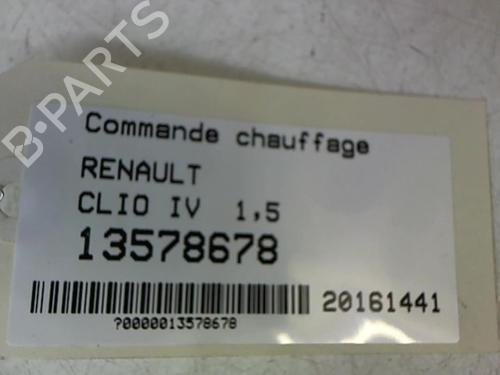 B-PARTS
Commande chauffage
RENAULT
CLIO IV 1,5
13578678
20161441
?0000013578678